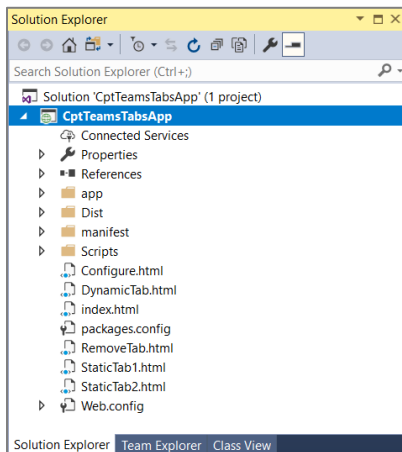 Solution Explorer
Search Solution Explorer (Ctrl+;)
Solution 'CptTeamsTabsApp' (1 project)
CptTeamsTabsApp
Connected Services
Properties
References
app
Dist
manifest
Scripts
Configure.html
DynamicTab.html
index.html
packages.config
RemoveTab.html
StaticTab1.html
StaticTab2.html
Web.config
Solution Explorer Team Explorer Class View